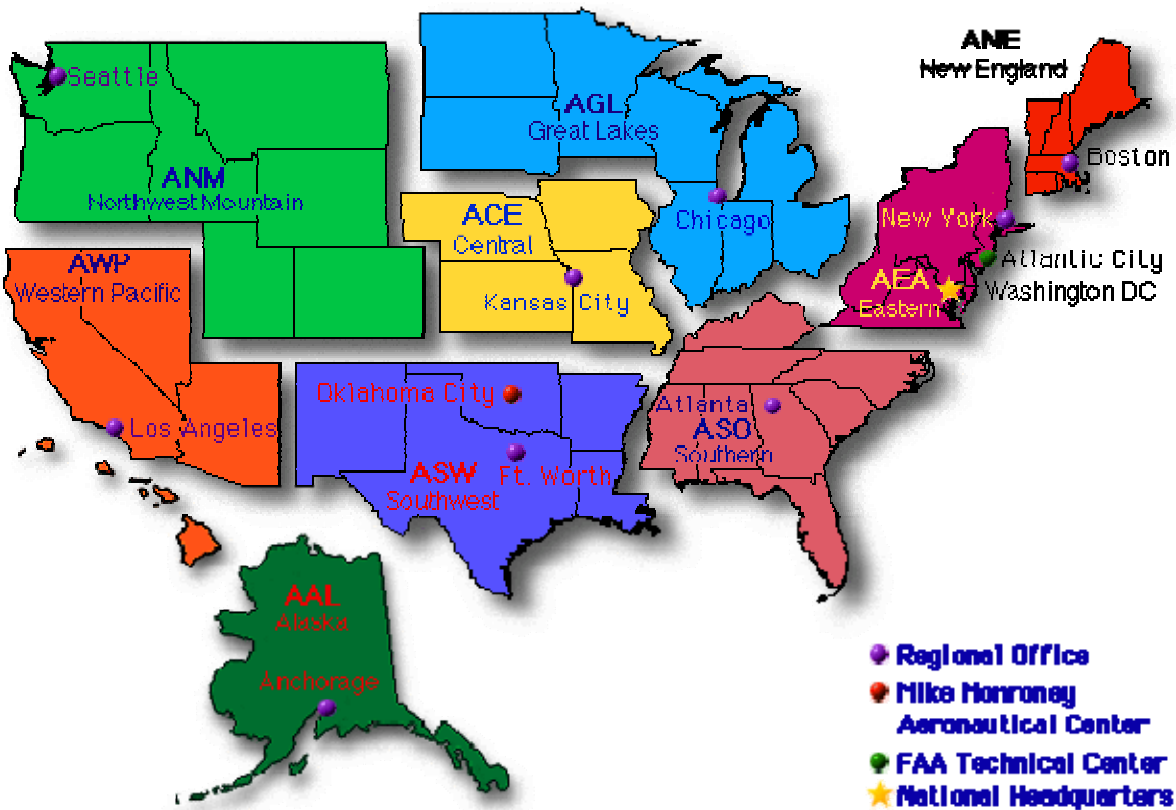 ANE
New England
Seattle
AGL
Great Lakes
Boston
ANM
Northwest Mountain
ACE
Central
Chicago
New York
AWP
Western Pacific
Kansas City
AEA
Eastern
Atlantic City
Washington DC
Oklahoma City
Atlanta
ASO
Southern
Los Angeles
ASW
Southwest
Ft. Worth
AAL
Alaska
Anchorage
Regional Office
Mike Monroney
Aeronautical Center
FAA Technical Center
National Headquarters